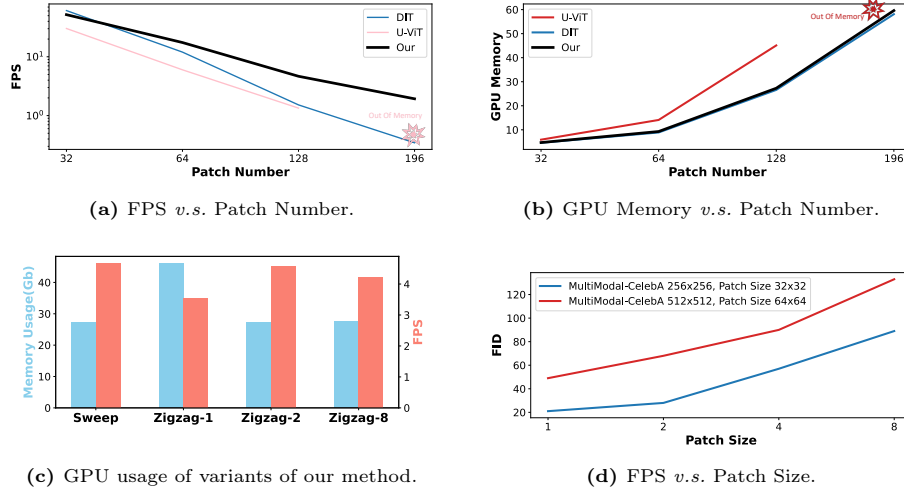 DIT
U-ViT
Our
10¹
10⁰
FPS
Out Of Memory
32 64 128 196
Patch Number
(a) FPS v.s. Patch Number.
60
50
40
30
20
10
GPU Memory
U-ViT
DIT
Our
Out Of Memory
32 64 128 196
Patch Number
(b) GPU Memory v.s. Patch Number.
40
30
20
10
0
Memory Usage(Gb)
4
3
2
1
0
FPS
Sweep Zigzag-1 Zigzag-2 Zigzag-8
(c) GPU usage of variants of our method.
120
100
80
60
40
20
FID
MultiModal-CelebA 256x256, Patch Size 32x32
MultiModal-CelebA 512x512, Patch Size 64x64
1 2 4 8
Patch Size
(d) FPS v.s. Patch Size.